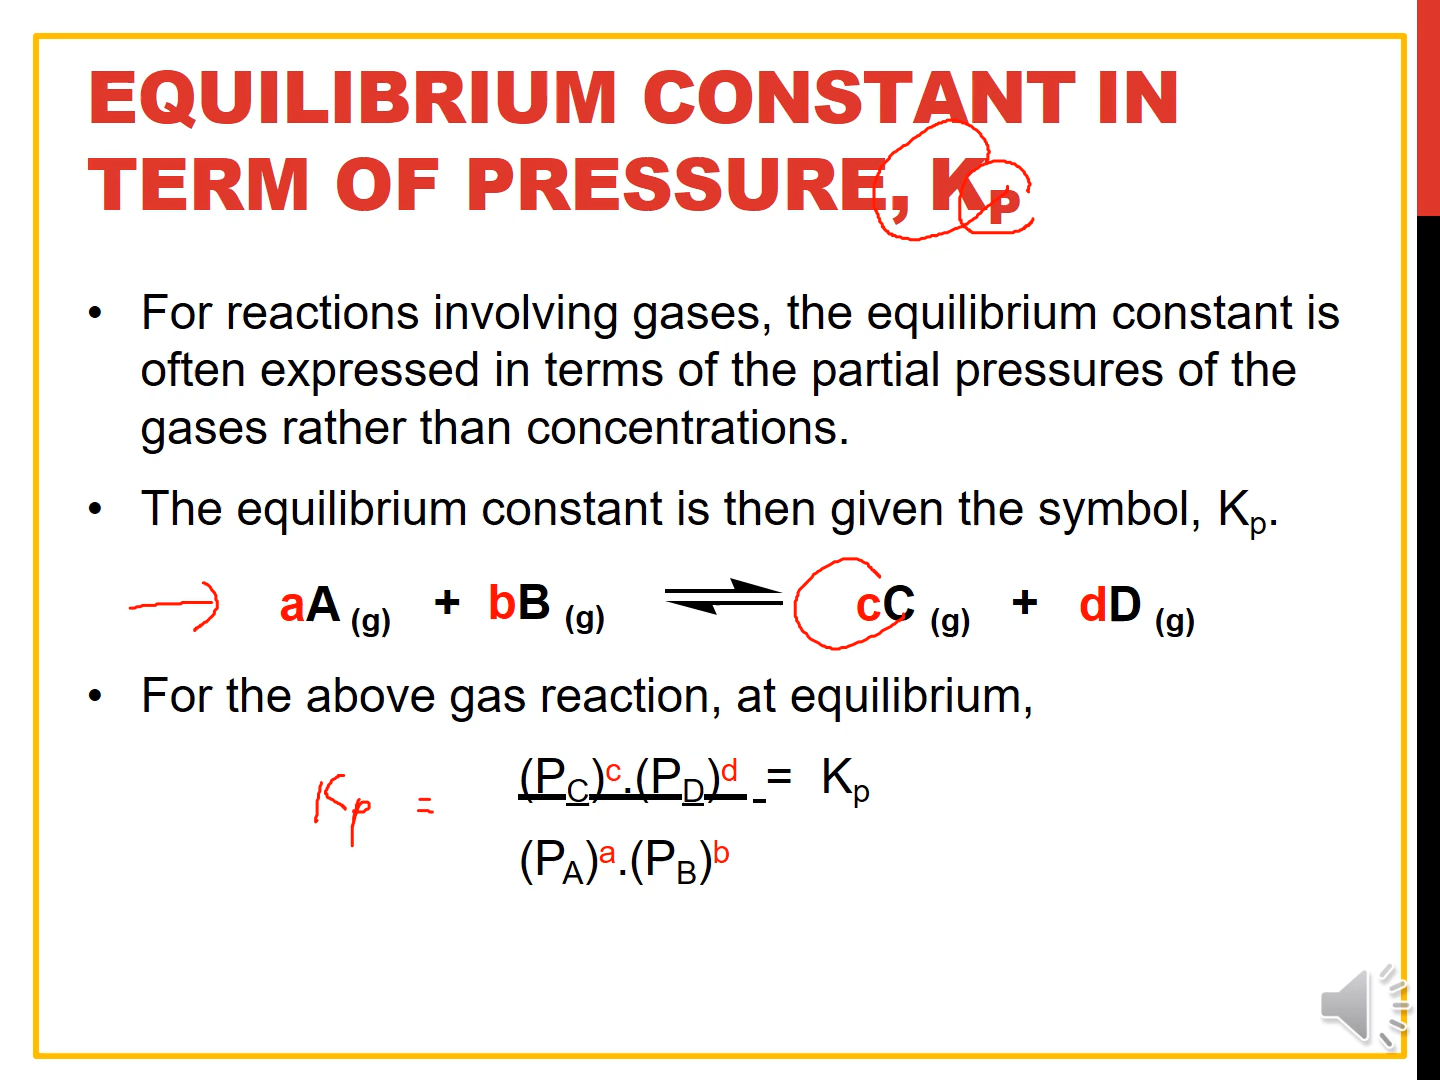 EQUILIBRIUM CONSTANT IN
TERM OF PRESSURE, KP
• For reactions involving gases, the equilibrium constant is
often expressed in terms of the partial pressures of the
gases rather than concentrations.
• The equilibrium constant is then given the symbol, Kp.
→ aA (g) + bB (g) ⇌ cC (g) + dD (g)
• For the above gas reaction, at equilibrium,
Kp = (PC)c.(PD)d = Kp
(PA)a.(PB)b